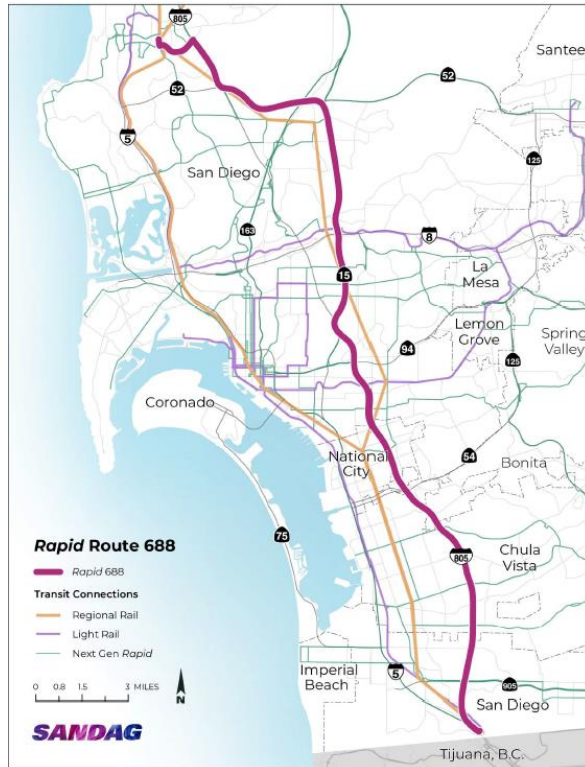 805
Santee
52
52
5
125
San Diego
163
8
15
La
Mesa
Lemon
Grove
Spring
Valley
94
125
Coronado
National
City
54
Bonita
75
Rapid Route 688
Rapid 688
Transit Connections
Regional Rail
Light Rail
Next Gen Rapid
0 0.8 1.5 3 MILES
N
SANDAG
805
Chula
Vista
Imperial
Beach
5
905
San Diego
Tijuana, B.C.